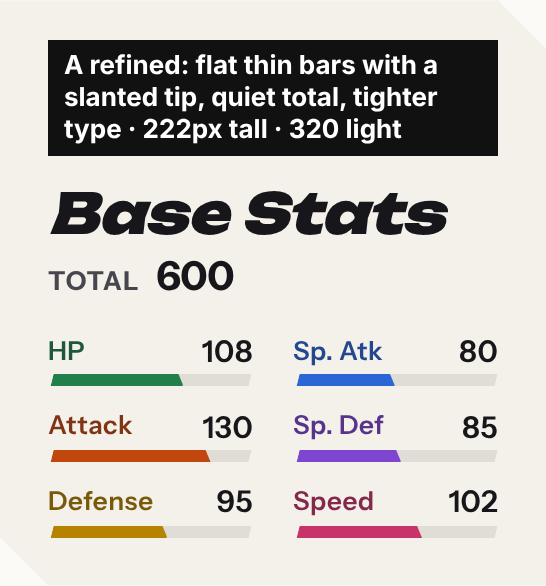 A refined: flat thin bars with a
slanted tip, quiet total, tighter
type · 222px tall · 320 light
Base Stats
TOTAL 600
HP 108
Sp. Atk 80
Attack 130
Sp. Def 85
Defense 95
Speed 102